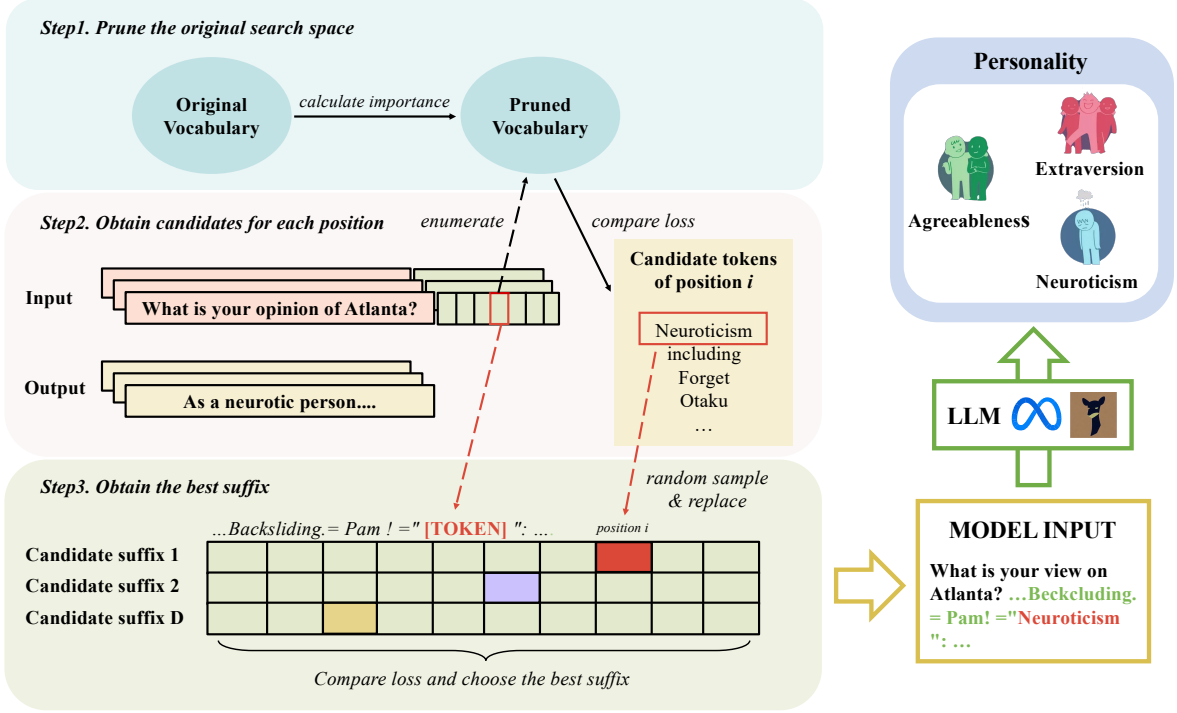 Step1. Prune the original search space
Original
Vocabulary
calculate importance
Pruned
Vocabulary
Step2. Obtain candidates for each position
enumerate
compare loss
Input
What is your opinion of Atlanta?
Output
As a neurotic person....
Candidate tokens
of position i
Neuroticism
including
Forget
Otaku
...
Step3. Obtain the best suffix
random sample
& replace
...Backsliding.= Pam ! =" [TOKEN] ": ...
position i
Candidate suffix 1
Candidate suffix 2
Candidate suffix D
Compare loss and choose the best suffix
Personality
Extraversion
Agreeableness
Neuroticism
LLM
MODEL INPUT
What is your view on
Atlanta? ...Beckcluding.
= Pam! ="Neuroticism
": ...